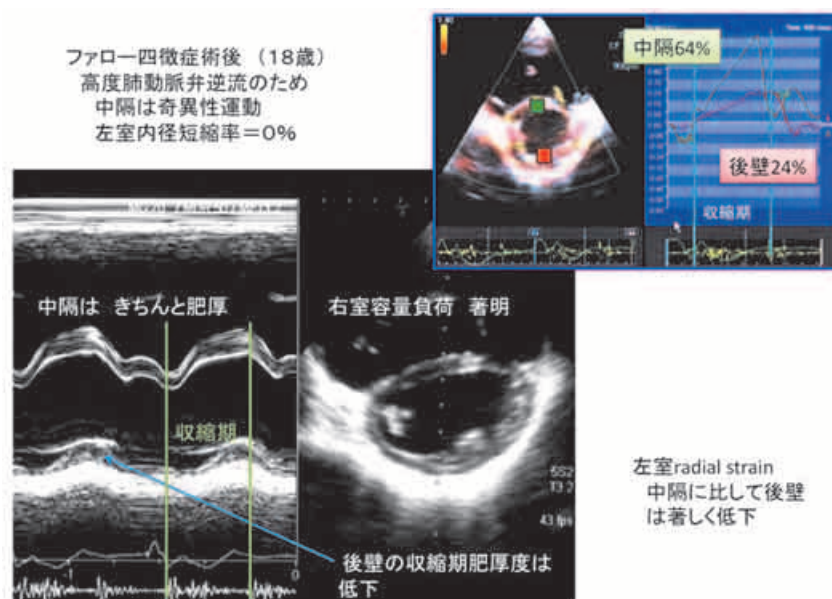 ファロー四徴症術後 (18歳)
高度肺動脈弁逆流のため
中隔は奇異性運動
左室内径短縮率=0%
中隔64%
後壁24%
収縮期
中隔は きちんと肥厚
右室容量負荷 著明
収縮期
左室radial strain
中隔に比して後壁
は著しく低下
43 fps
後壁の収縮期肥厚度は
低下
-1
0